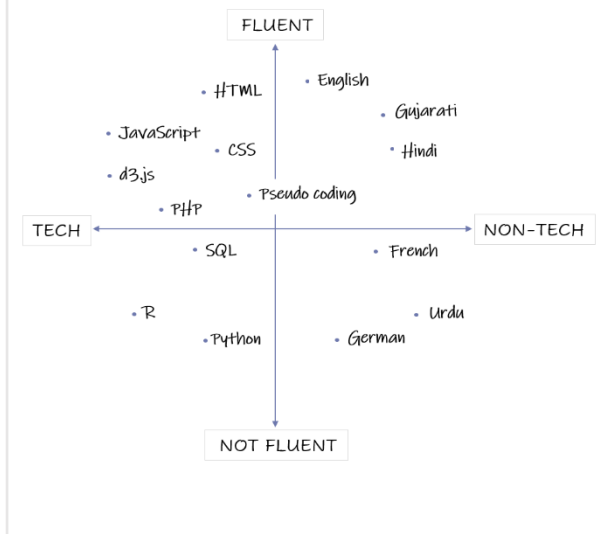 FLUENT
HTML
English
Gujarati
JavaScript
CSS
Hindi
d3.js
Pseudo coding
PHP
TECH
NON-TECH
SQL
French
R
Urdu
Python
German
NOT FLUENT